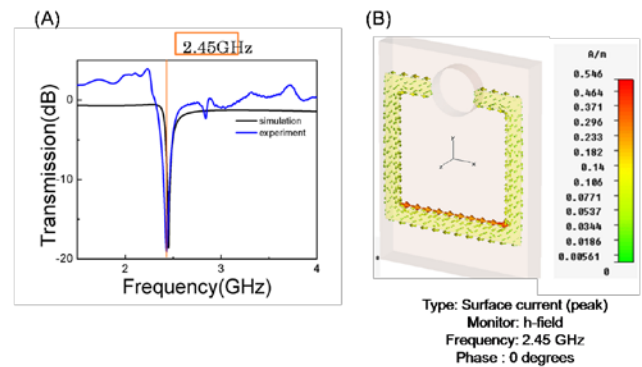 (A)
2.45GHz
0
-10
-20
Transmission(dB)
simulation
experiment
2
3
4
Frequency(GHz)
(B)
A/m
0.546
0.464
0.371
0.296
0.233
0.182
0.14
0.106
0.0771
0.0537
0.0344
0.0186
0.00561
0
y
z
x
Type: Surface current (peak)
Monitor: h-field
Frequency: 2.45 GHz
Phase : 0 degrees